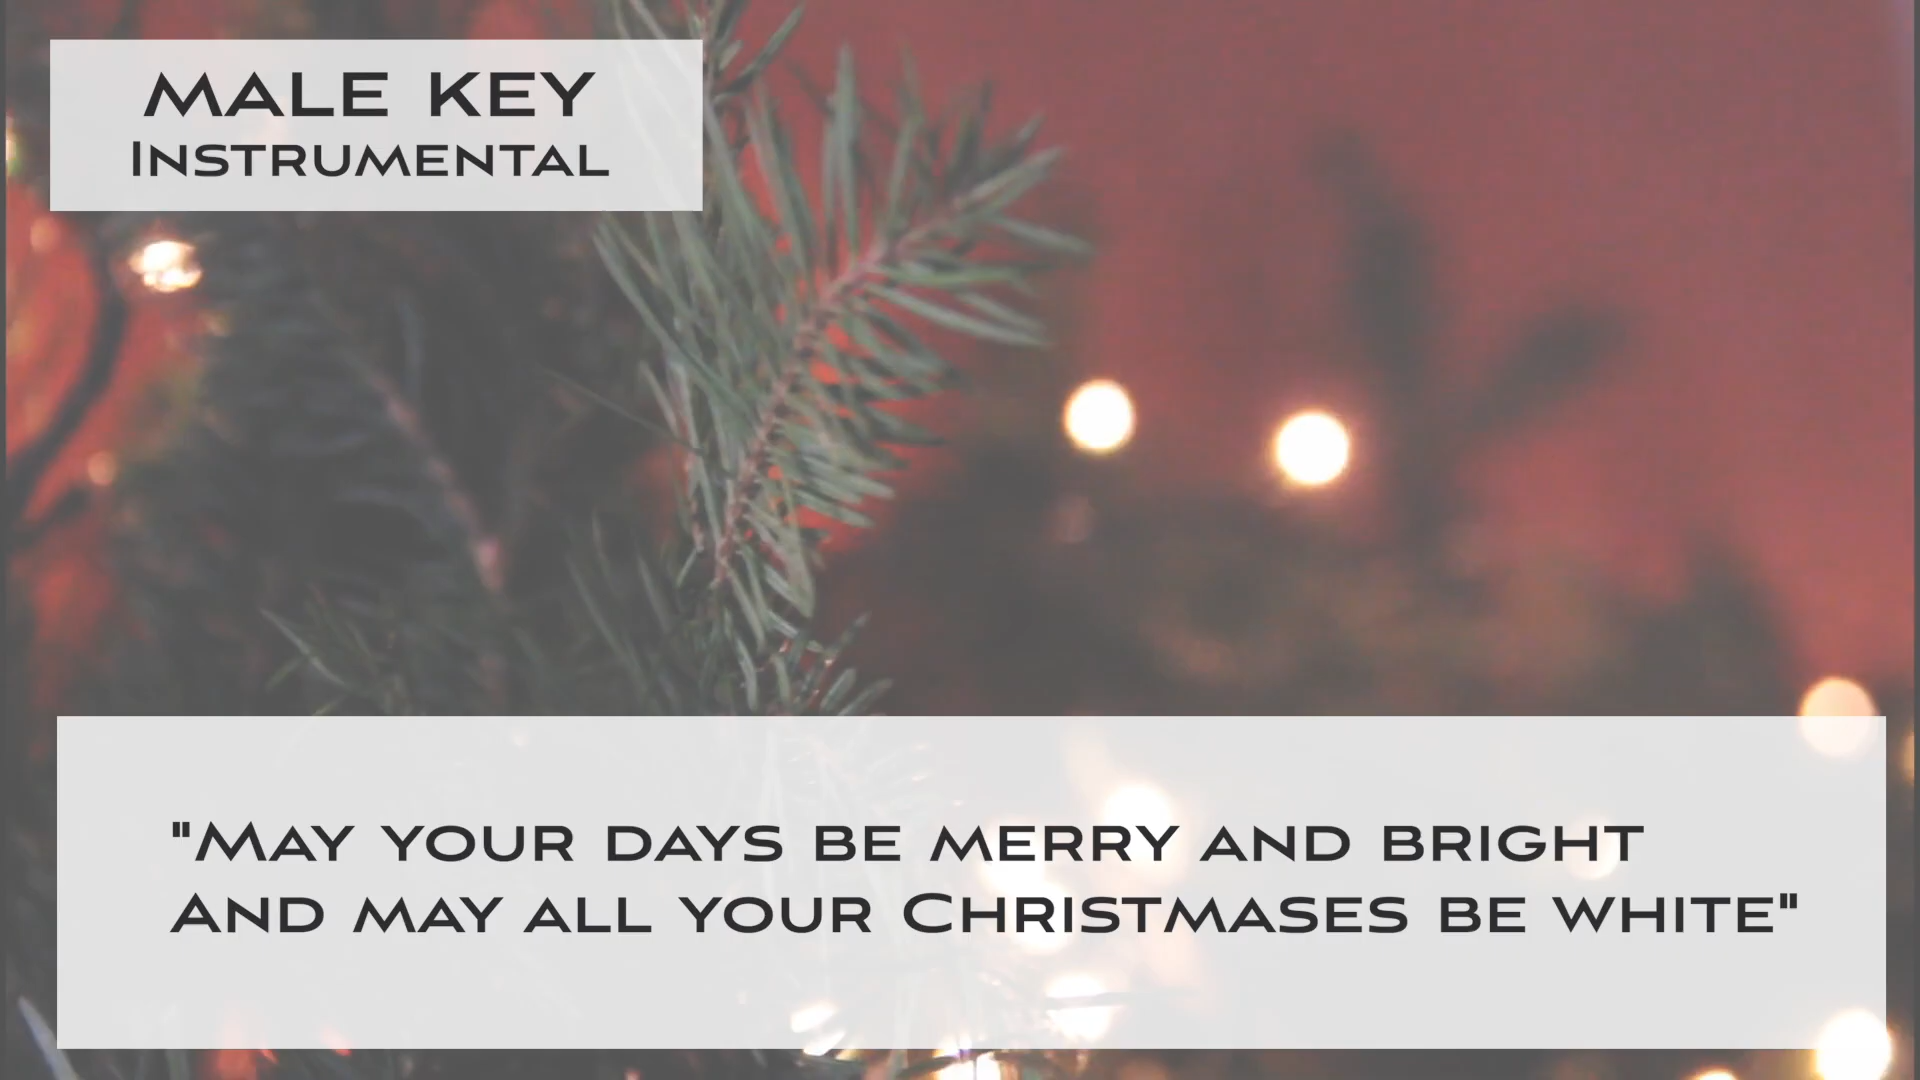 MALE KEY
INSTRUMENTAL
"MAY YOUR DAYS BE MERRY AND BRIGHT
AND MAY ALL YOUR CHRISTMASES BE WHITE"